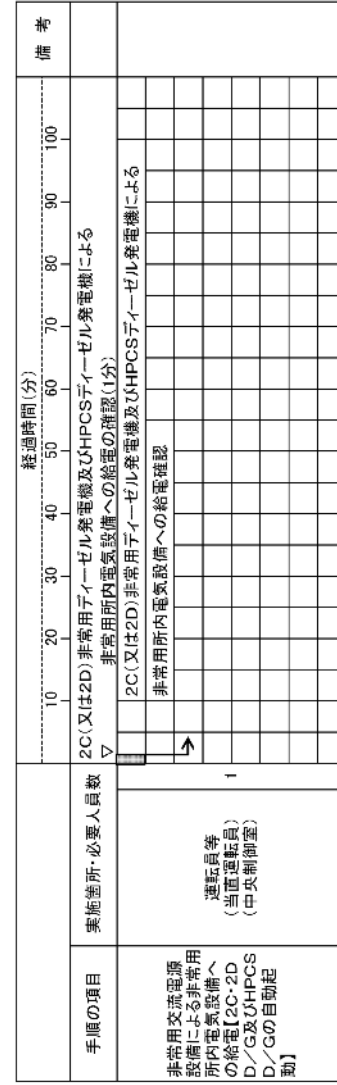 経過時間(分)
備 考
10 20 30 40 50 60 70 80 90 100
手順の項目
実施箇所・必要人員数
2C(又は2D)非常用ディーゼル発電機及びHPCSディーゼル発電機による
非常用所内電気設備への給電の確認(1分)
▽
2C(又は2D)非常用ディーゼル発電機及びHPCSディーゼル発電機による
非常用所内電気設備への給電確認
非常用交流電源
設備による非常用
所内電気設備へ
の給電【2C・2D
D/G及びHPCS
D/Gの自動起
動】
運転員等
(当直運転員)
(中央制御室)
1